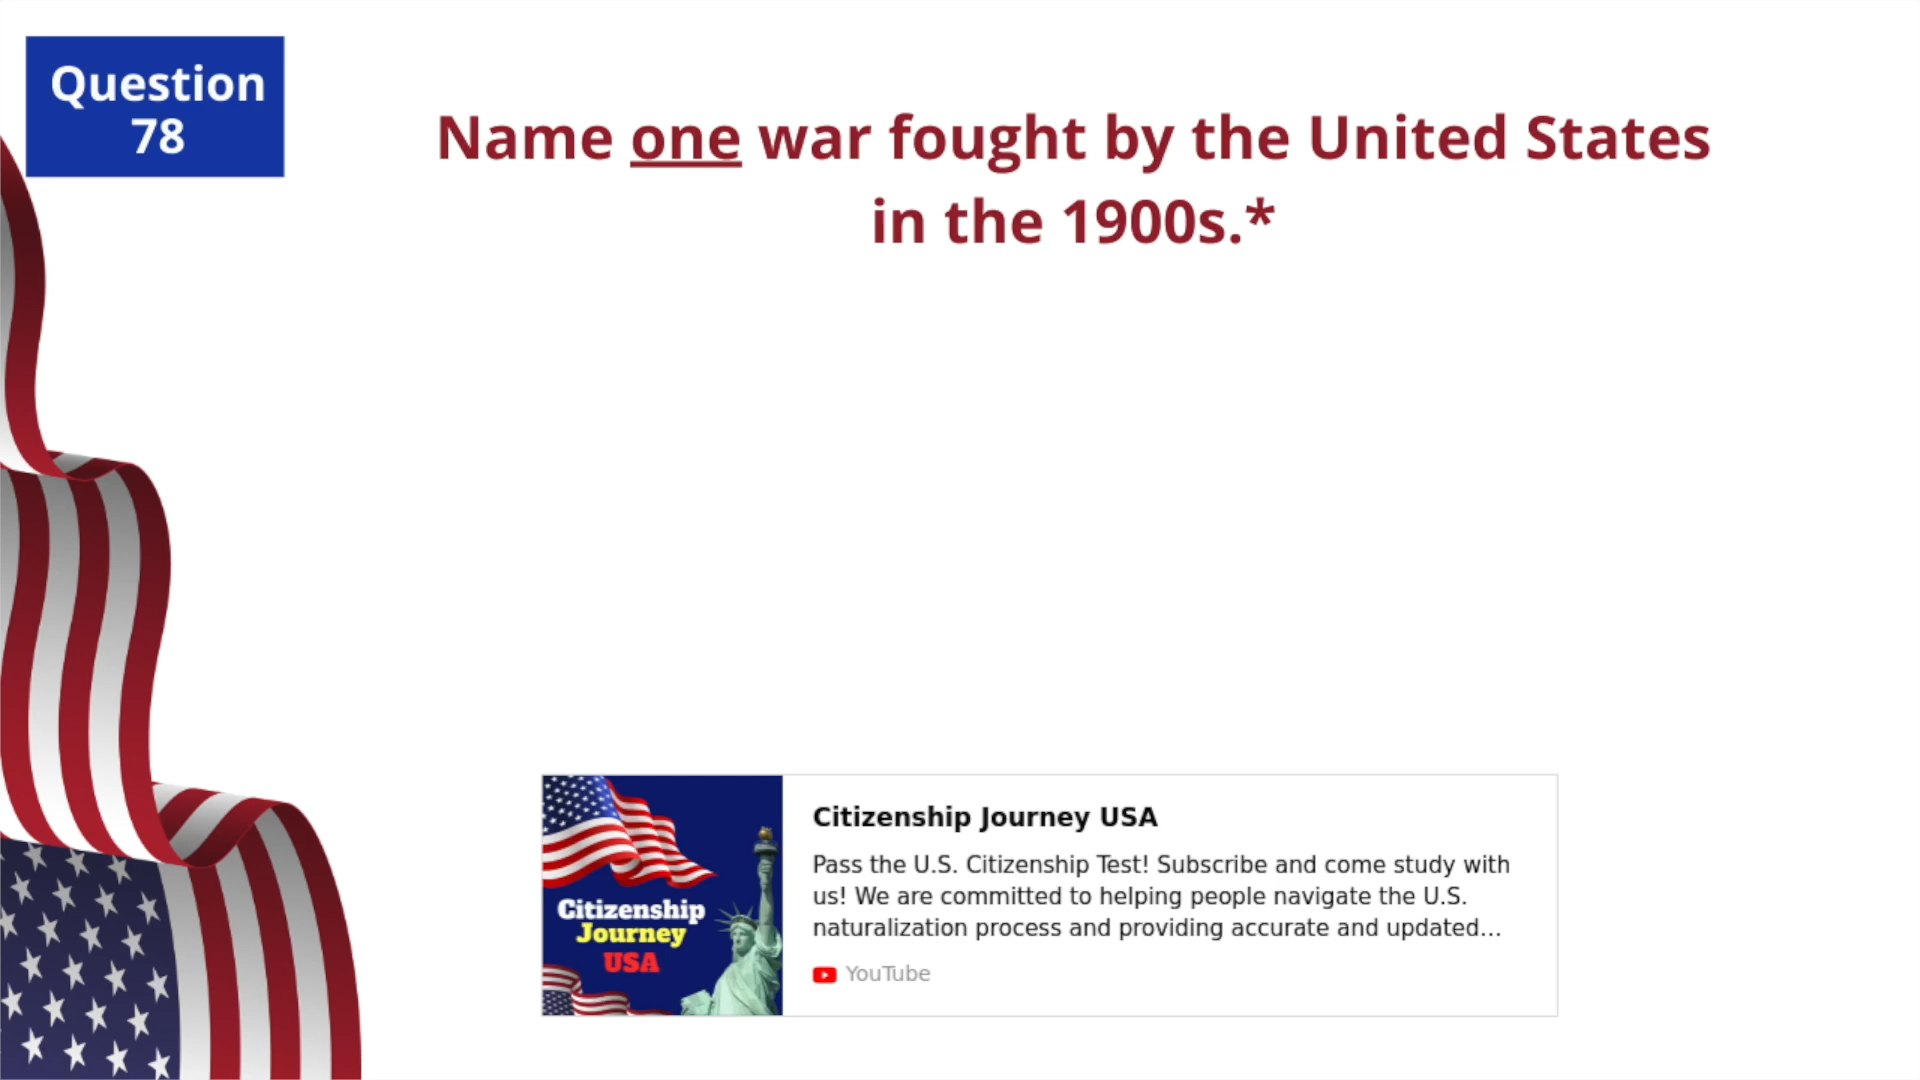 Question
78
Name one war fought by the United States
in the 1900s.*
Citizenship Journey USA
Pass the U.S. Citizenship Test! Subscribe and come study with
us! We are committed to helping people navigate the U.S.
naturalization process and providing accurate and updated...
YouTube
Citizenship
Journey
USA